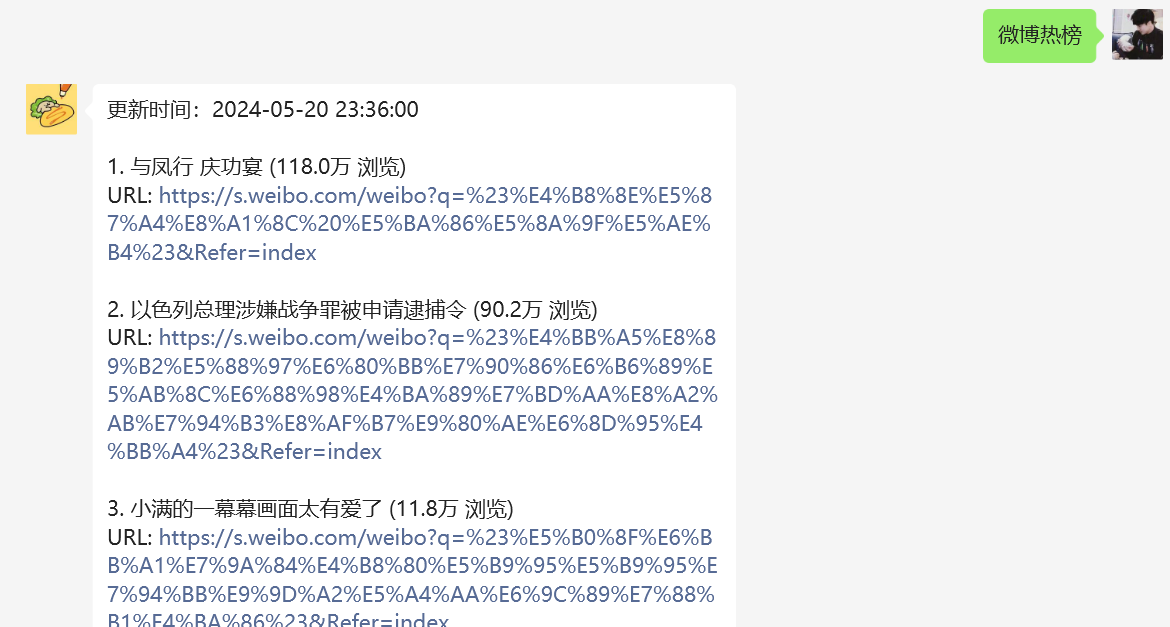 微博热榜
更新时间：2024-05-20 23:36:00
1. 与凤行 庆功宴 (118.0万 浏览)
URL: https://s.weibo.com/weibo?q=%23%E4%B8%8E%E5%8
7%A4%E8%A1%8C%20%E5%BA%86%E5%8A%9F%E5%AE%
B4%23&Refer=index
2. 以色列总理涉嫌战争罪被申请逮捕令 (90.2万 浏览)
URL: https://s.weibo.com/weibo?q=%23%E4%BB%A5%E8%8
9%B2%E5%88%97%E6%80%BB%E7%90%86%E6%B6%89%E
5%AB%8C%E6%88%98%E4%BA%89%E7%BD%AA%E8%A2%
AB%E7%94%B3%E8%AF%B7%E9%80%AE%E6%8D%95%E4
%BB%A4%23&Refer=index
3. 小满的一幕幕画面太有爱了 (11.8万 浏览)
URL: https://s.weibo.com/weibo?q=%23%E5%B0%8F%E6%B
B%A1%E7%9A%84%E4%B8%80%E5%B9%95%E5%B9%95%E
7%94%BB%E9%9D%A2%E5%A4%AA%E6%9C%89%E7%88%
B1%E4%BA%86%23&Refer=index